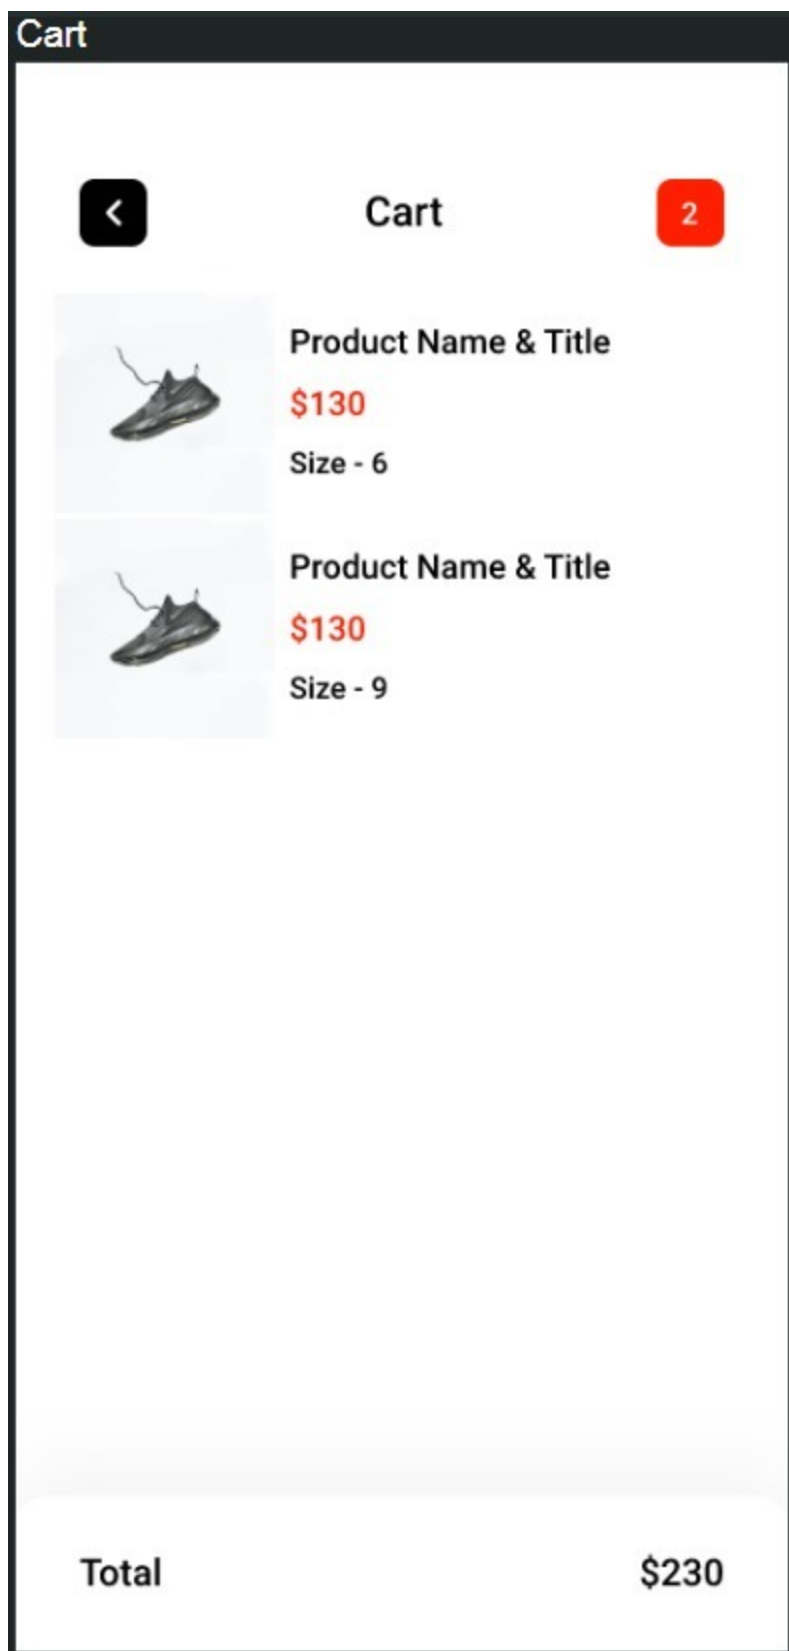 Cart
Cart
2
Product Name & Title
$130
Size - 6
Product Name & Title
$130
Size - 9
Total
$230